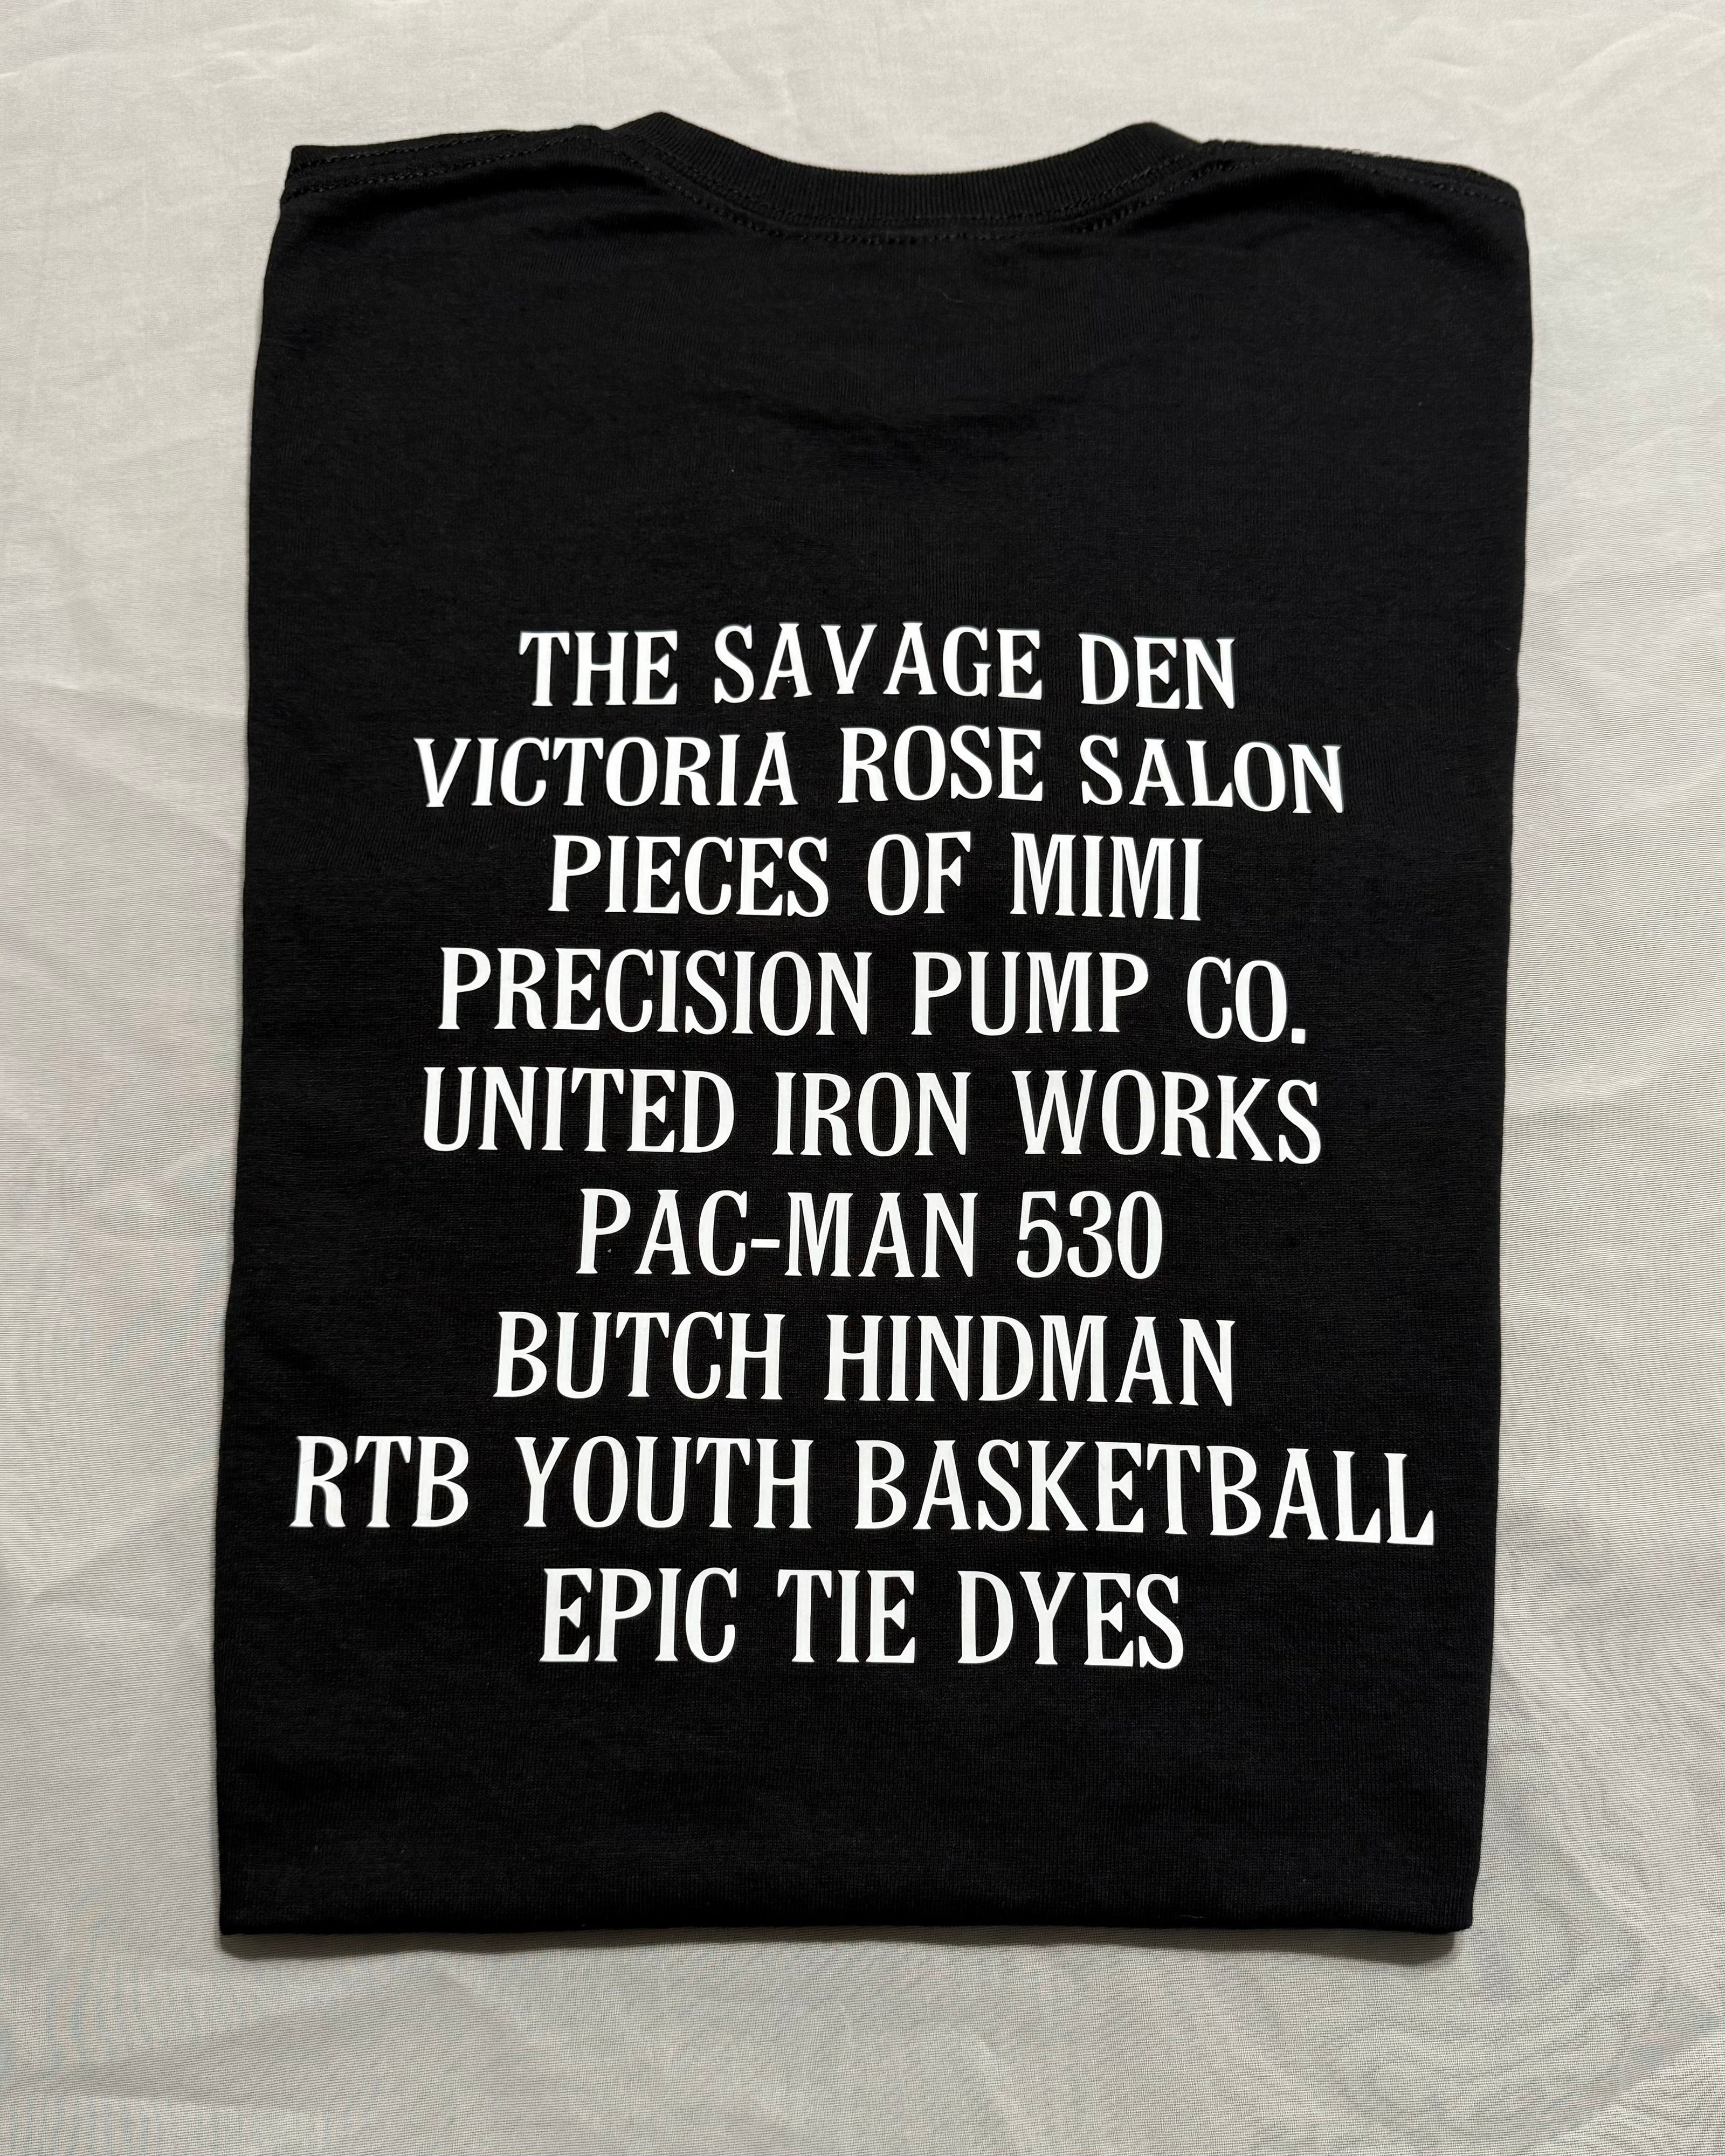 THE SAVAGE DEN
VICTORIA ROSE SALON
PIECES OF MIMI
PRECISION PUMP CO.
UNITED IRON WORKS
PAC-MAN 530
BUTCH HINDMAN
RTB YOUTH BASKETBALL
EPIC TIE DYES